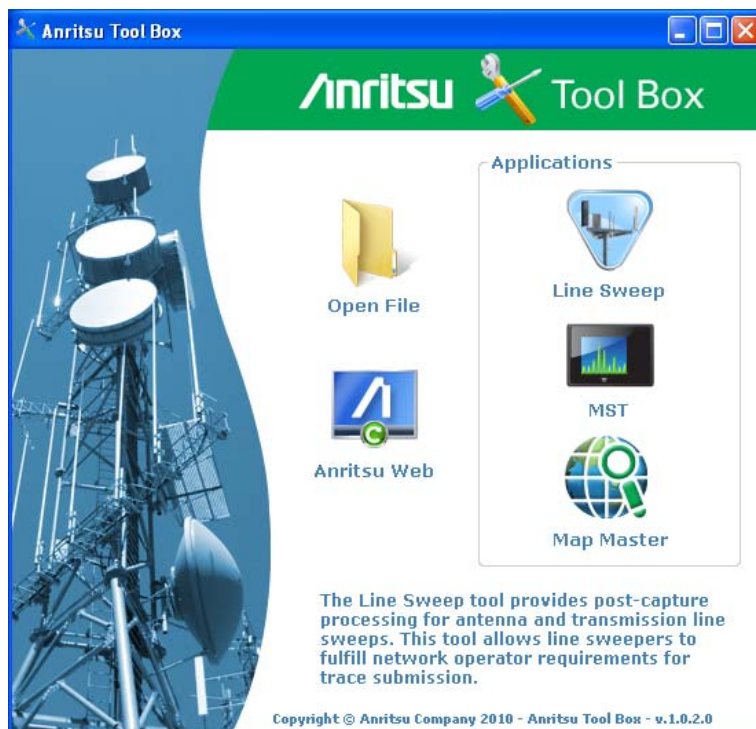 Anritsu Tool Box
Anritsu Tool Box
Applications
Open File
Line Sweep
MST
Anritsu Web
Map Master
The Line Sweep tool provides post-capture
processing for antenna and transmission line
sweeps. This tool allows line sweepers to
fulfill network operator requirements for
trace submission.
Copyright © Anritsu Company 2010 - Anritsu Tool Box - v.1.0.2.0